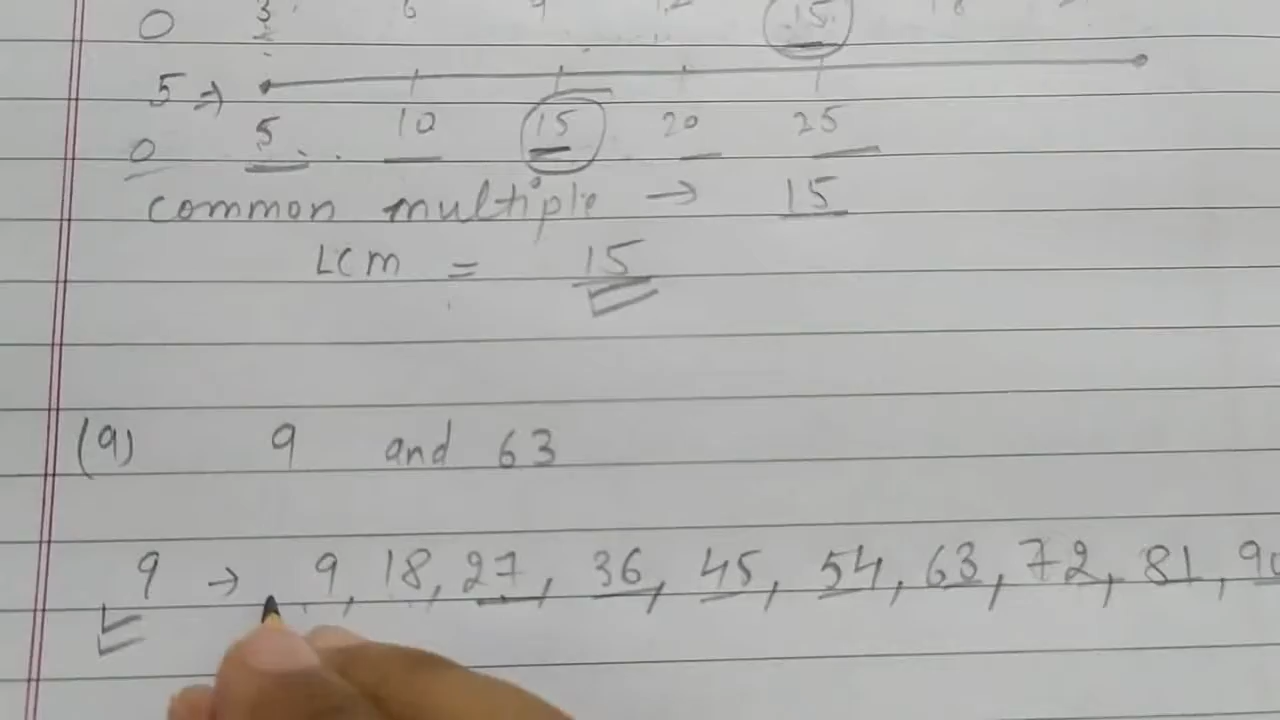 0 3 6 9 12 15 18
5 ⇒
0 5 10 15 20 25
common multiple → 15
LCM = 15
(9) 9 and 63
9 → 9, 18, 27, 36, 45, 54, 63, 72, 81, 90